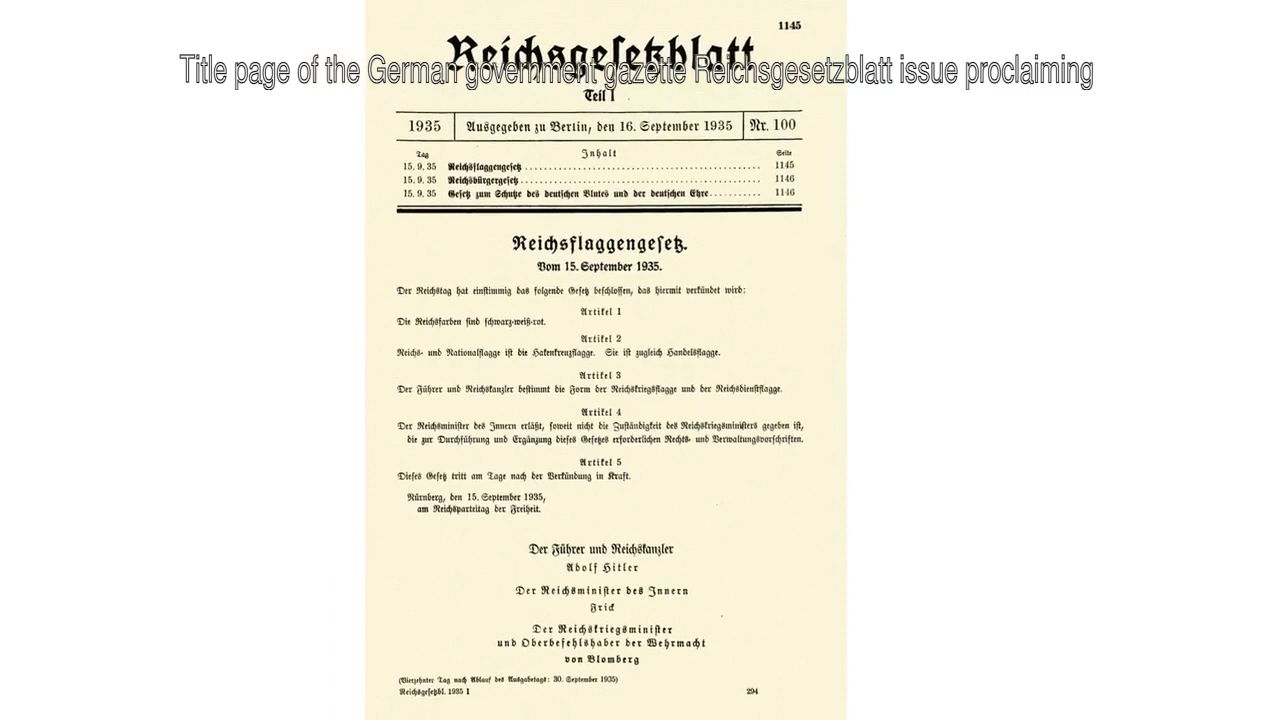 1145
Reichsgesetzblatt
Title page of the German government gazette Reichsgesetzblatt issue proclaiming
Teil I
1935 Ausgegeben zu Berlin, den 16. September 1935 Nr. 100
Tag Inhalt Seite
15. 9. 35 Reichsflaggengesetz 1145
15. 9. 35 Reichsbürgergesetz 1146
15. 9. 35 Gesetz zum Schutze des deutschen Blutes und der deutschen Ehre 1146
Reichsflaggengesetz.
Vom 15. September 1935.
Der Reichstag hat einstimmig das folgende Gesetz beschlossen, das hiermit verkündet wird:
Artikel 1
Die Reichsfarben sind schwarz-weiß-rot.
Artikel 2
Reichs- und Nationalflagge ist die Hakenkreuzflagge. Sie ist zugleich Handelsflagge.
Artikel 3
Der Führer und Reichskanzler bestimmt die Form der Reichskriegsflagge und der Reichsdienstflagge.
Artikel 4
Der Reichsminister des Innern erläßt, soweit nicht die Zuständigkeit des Reichskriegsministers gegeben ist,
die zur Durchführung und Ergänzung dieses Gesetzes erforderlichen Rechts- und Verwaltungsvorschriften.
Artikel 5
Dieses Gesetz tritt am Tage nach der Verkündung in Kraft.
Nürnberg, den 15. September 1935,
am Reichsparteitag der Freiheit.
Der Führer und Reichskanzler
Adolf Hitler
Der Reichsminister des Innern
Frick
Der Reichskriegsminister
und Oberbefehlshaber der Wehrmacht
von Blomberg
(Vierzehnter Tag nach Ablauf des Ausgabetags: 30. September 1935)
Reichsgesetzbl. 1935 I 294